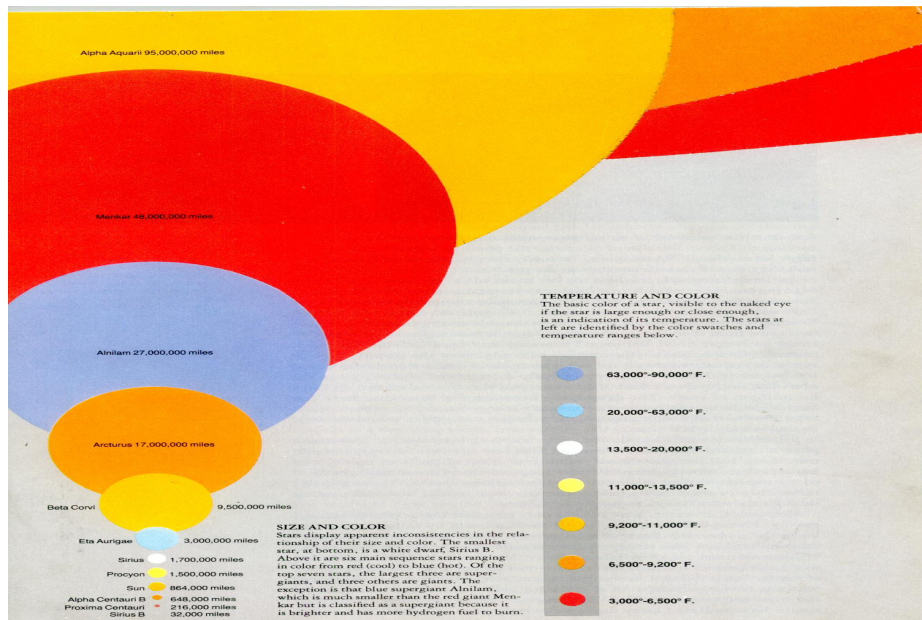 Alpha Aquarii 95,000,000 miles
Menkar 48,000,000 miles
Alnilam 27,000,000 miles
Arcturus 17,000,000 miles
Beta Corvi 9,500,000 miles
Eta Aurigae 3,000,000 miles
Sirius 1,700,000 miles
Procyon 1,500,000 miles
Sun 864,000 miles
Alpha Centauri B 648,000 miles
Proxima Centauri 216,000 miles
Sirius B 32,000 miles
SIZE AND COLOR
Stars display apparent inconsistencies in the rela-
tionship of their size and color. The smallest
star, at bottom, is a white dwarf, Sirius B.
Above it are six main sequence stars ranging
in color from red (cool) to blue (hot). Of the
top seven stars, the largest three are super-
giants, and three others are giants. The
exception is that blue supergiant Alnilam,
which is much smaller than the red giant Men-
kar but is classified as a supergiant because it
is brighter and has more hydrogen fuel to burn.
TEMPERATURE AND COLOR
The basic color of a star, visible to the naked eye
if the star is large enough or close enough,
is an indication of its temperature. The stars at
left are identified by the color swatches and
temperature ranges below.
63,000°-90,000° F.
20,000°-63,000° F.
13,500°-20,000° F.
11,000°-13,500° F.
9,200°-11,000° F.
6,500°-9,200° F.
3,000°-6,500° F.